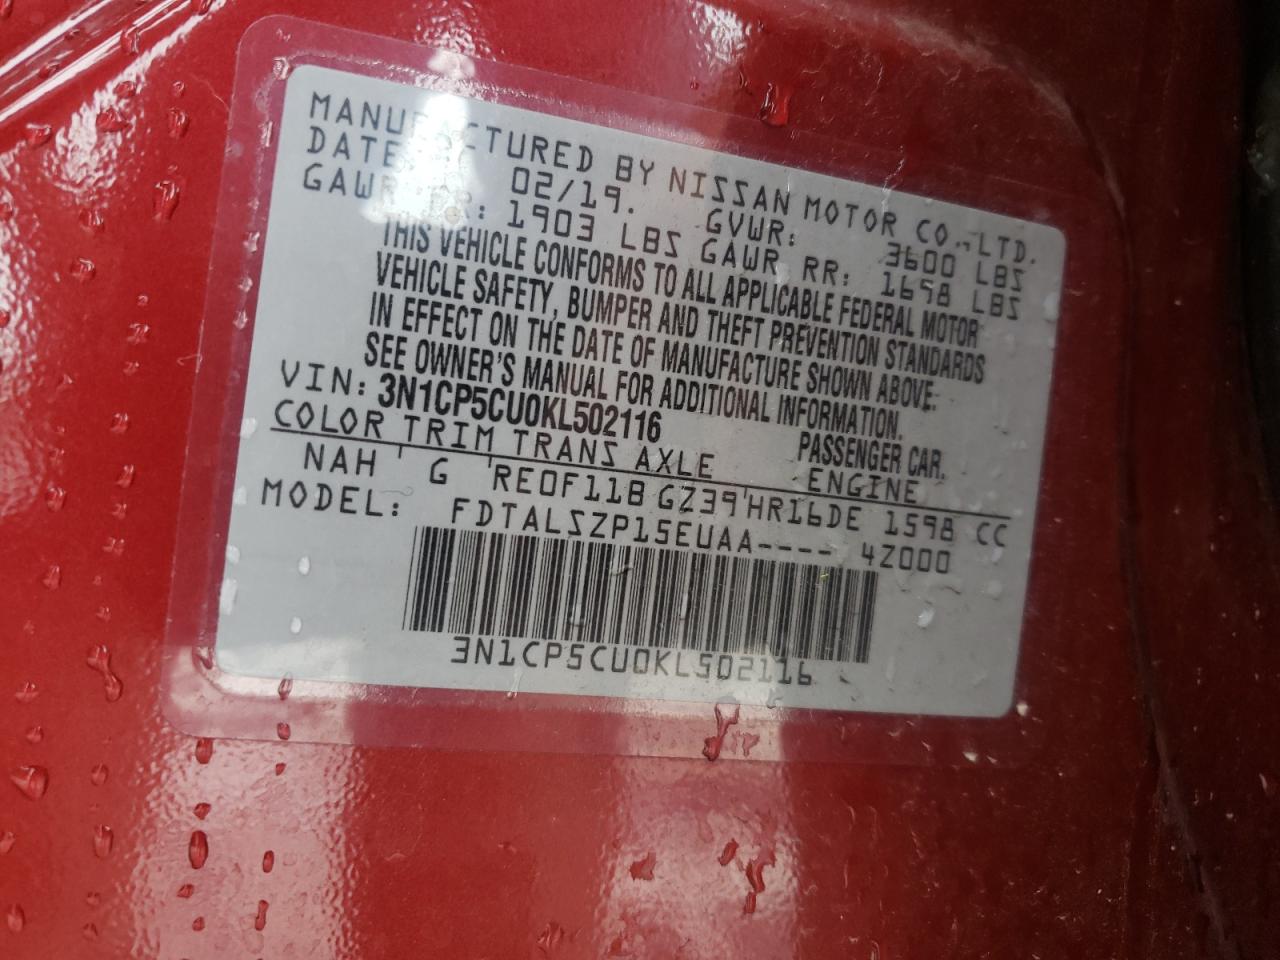 MANUFACTURED BY NISSAN MOTOR CO.,LTD.
DATE: 02/19. GVWR: 3600 LBS
GAWR FR: 1903 LBS GAWR RR: 1698 LBS
THIS VEHICLE CONFORMS TO ALL APPLICABLE FEDERAL MOTOR
VEHICLE SAFETY, BUMPER AND THEFT PREVENTION STANDARDS
IN EFFECT ON THE DATE OF MANUFACTURE SHOWN ABOVE.
SEE OWNER'S MANUAL FOR ADDITIONAL INFORMATION.
VIN: 3N1CP5CU0KL502116 PASSENGER CAR.
COLOR TRIM TRANS AXLE ENGINE
NAH G RE0F11B GZ39 HR16DE 1598 CC
MODEL: FDTALSZP15EUAA---- 4Z000
3N1CP5CU0KL502116